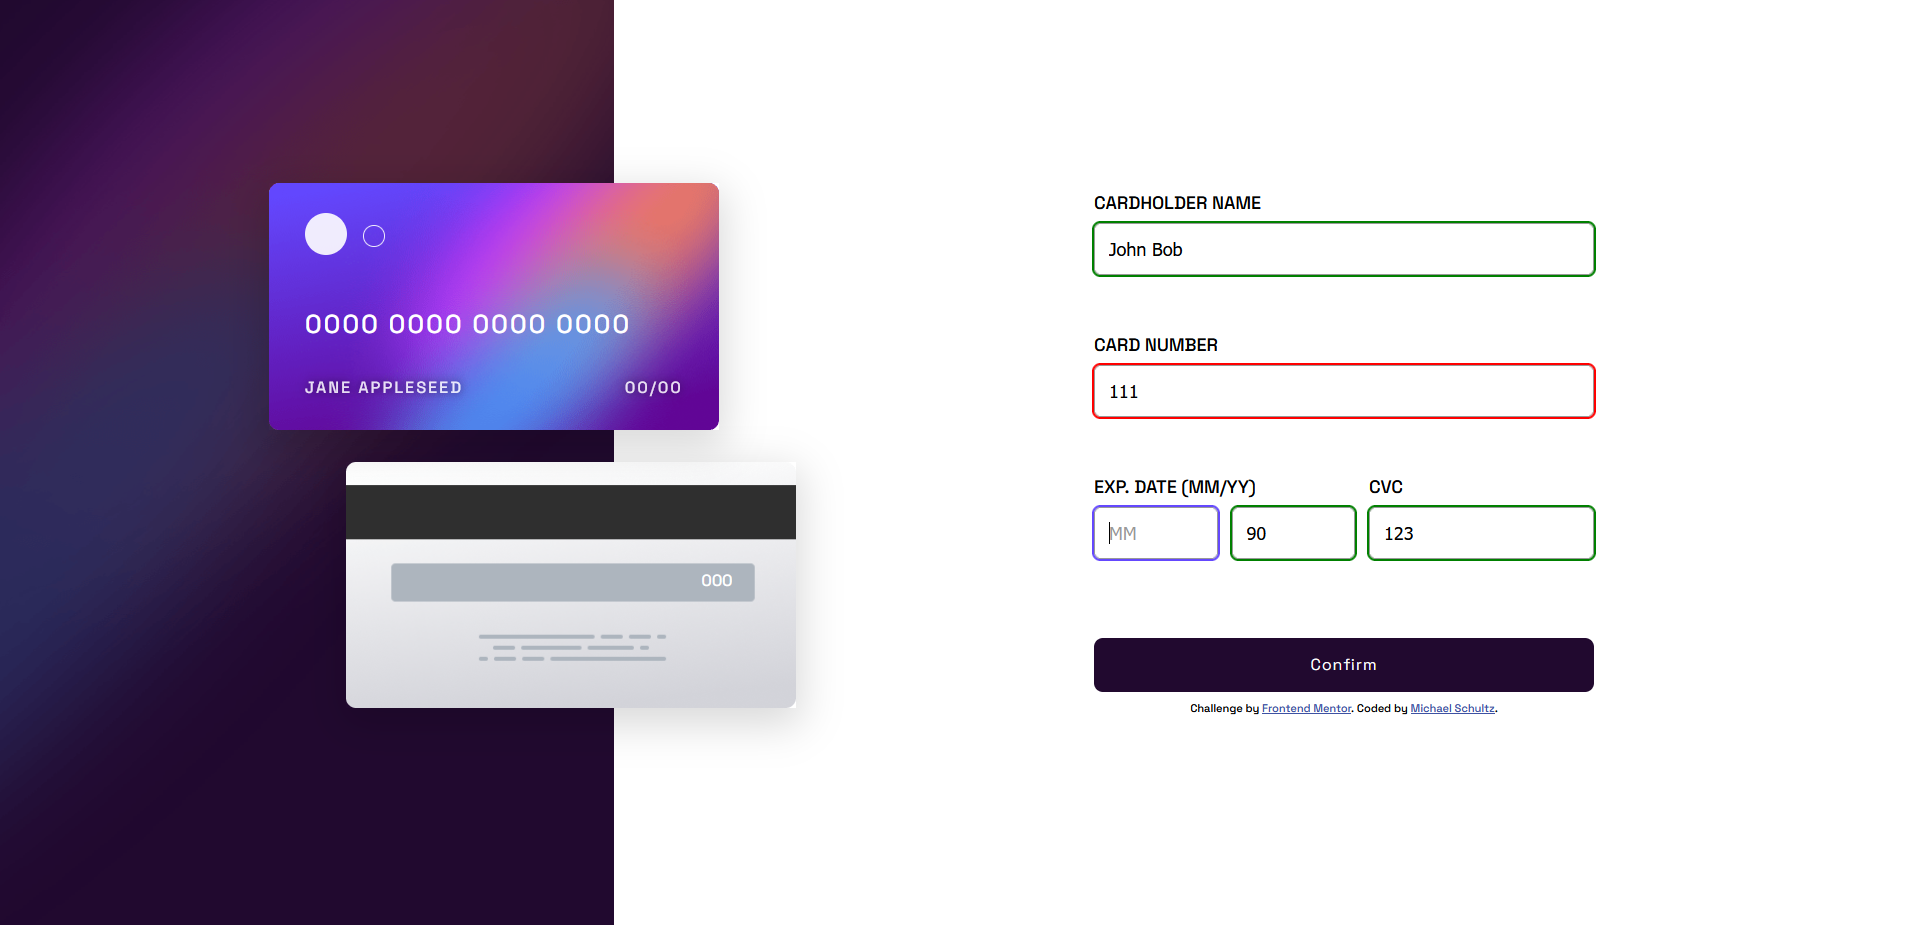 0000 0000 0000 0000
JANE APPLESEED 00/00
000
CARDHOLDER NAME
John Bob
CARD NUMBER
111
EXP. DATE (MM/YY) CVC
MM 90 123
Confirm
Challenge by Frontend Mentor. Coded by Michael Schultz.